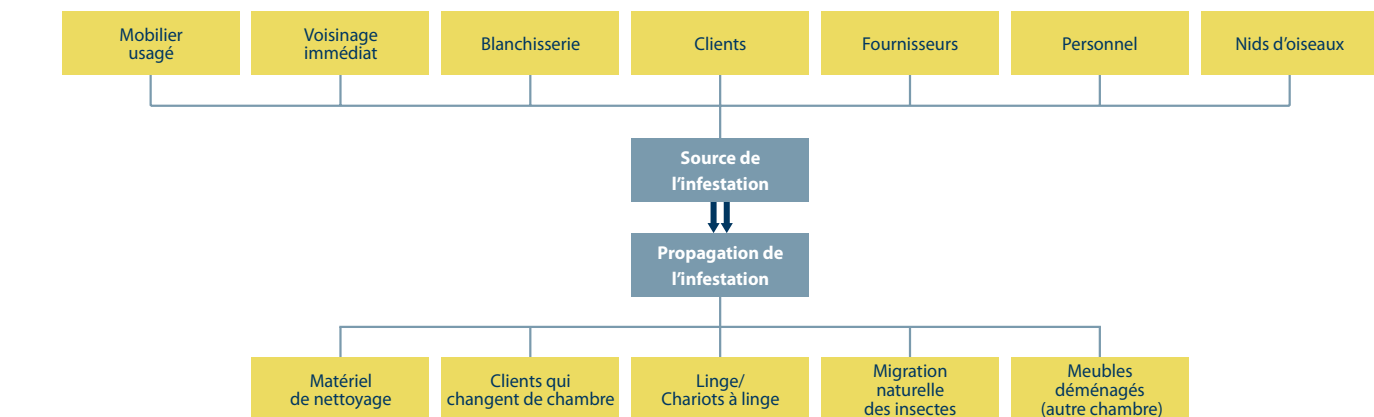 Mobilier
usagé
Voisinage
immédiat
Blanchisserie
Clients
Fournisseurs
Personnel
Nids d’oiseaux
Source de
l’infestation
Propagation de
l’infestation
Matériel
de nettoyage
Clients qui
changent de chambre
Linge/
Chariots à linge
Migration
naturelle
des insectes
Meubles
déménagés
(autre chambre)